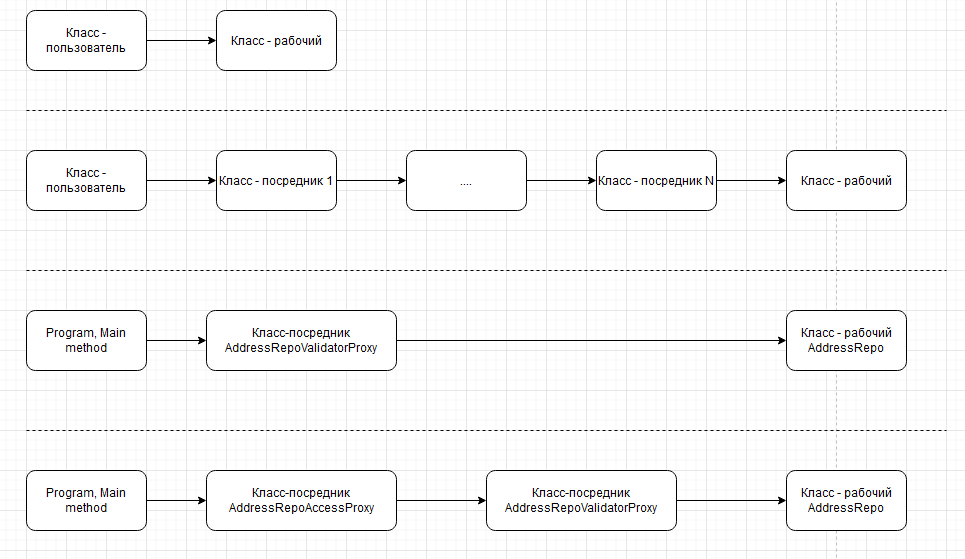 Класс -
пользователь
Класс - рабочий
Класс -
пользователь
Класс - посредник 1
....
Класс - посредник N
Класс - рабочий
Program, Main
method
Класс-посредник
AddressRepoValidatorProxy
Класс - рабочий
AddressRepo
Program, Main
method
Класс-посредник
AddressRepoAccessProxy
Класс-посредник
AddressRepoValidatorProxy
Класс - рабочий
AddressRepo